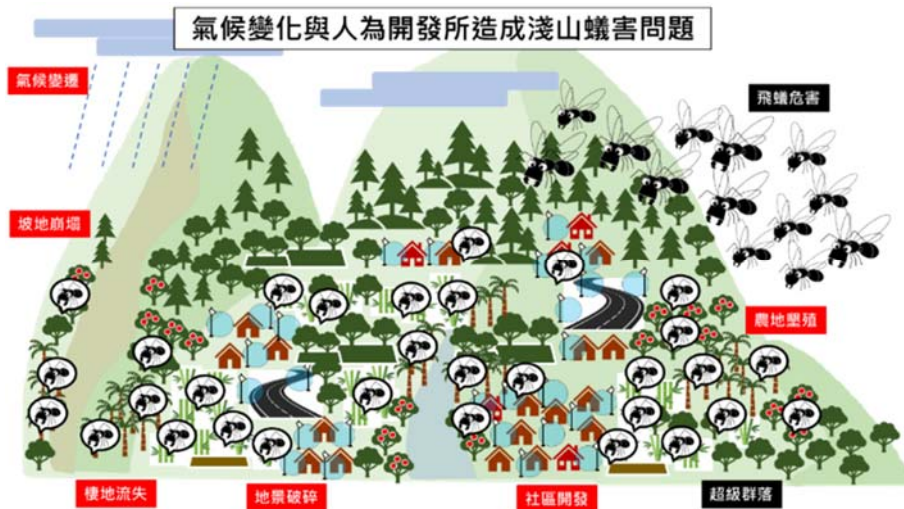 氣候變化與人為開發所造成淺山蟻害問題
氣候變遷
飛蟻危害
坡地崩塌
農地墾殖
棲地流失
地景破碎
社區開發
超級群落